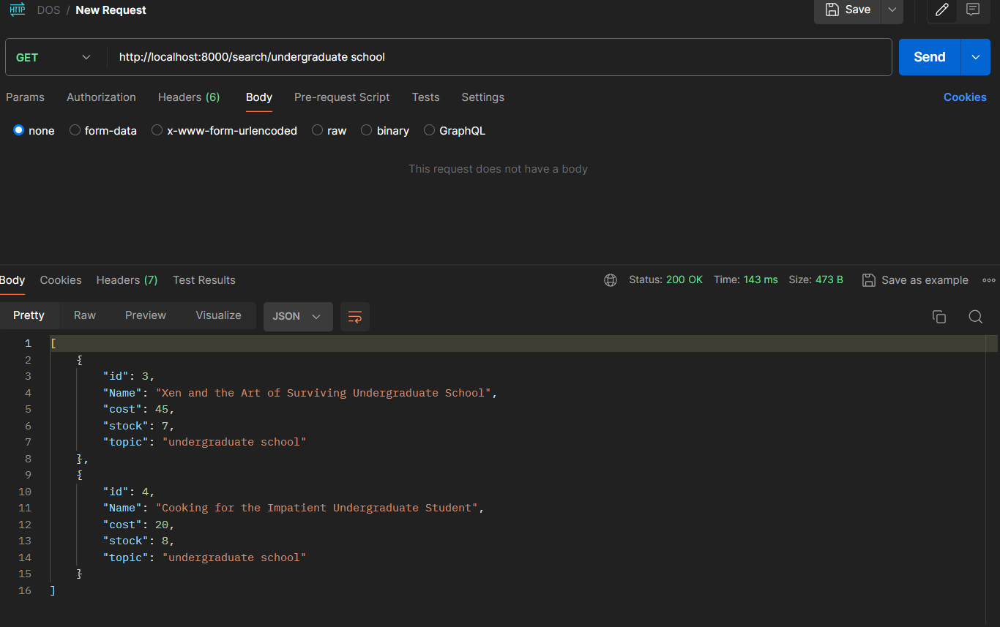 HTTP DOS / New Request Save
GET http://localhost:8000/search/undergraduate school Send
Params Authorization Headers (6) Body Pre-request Script Tests Settings Cookies
none form-data x-www-form-urlencoded raw binary GraphQL
This request does not have a body
Body Cookies Headers (7) Test Results Status: 200 OK Time: 143 ms Size: 473 B Save as example
Pretty Raw Preview Visualize JSON
1 [
2 {
3 "id": 3,
4 "Name": "Xen and the Art of Surviving Undergraduate School",
5 "cost": 45,
6 "stock": 7,
7 "topic": "undergraduate school"
8 },
9 {
10 "id": 4,
11 "Name": "Cooking for the Impatient Undergraduate Student",
12 "cost": 20,
13 "stock": 8,
14 "topic": "undergraduate school"
15 }
16 ]